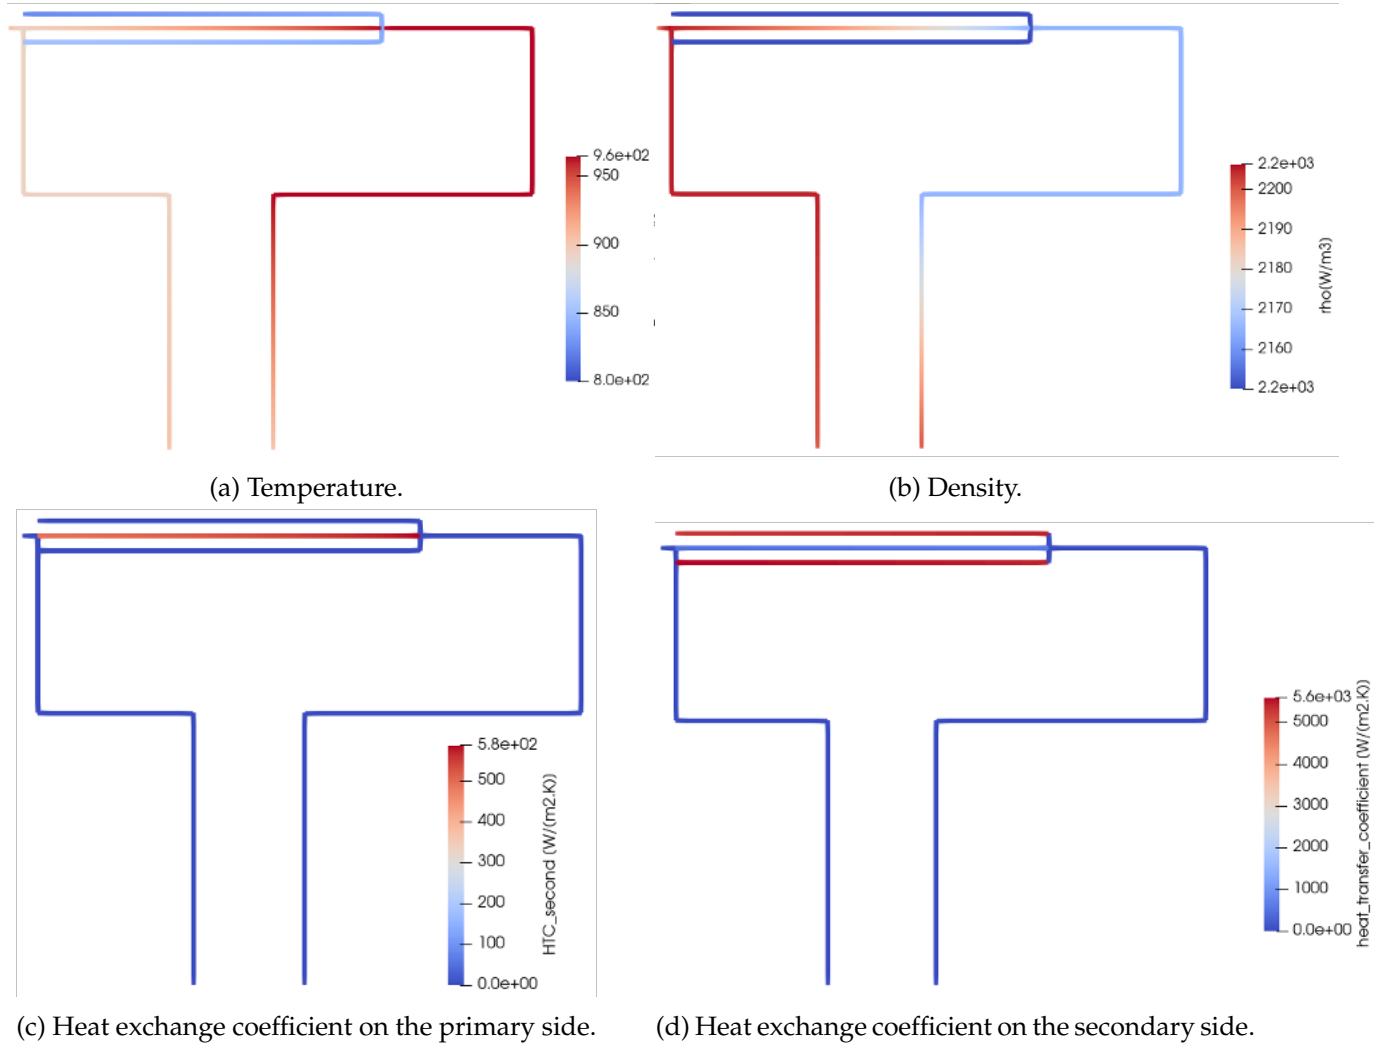 9.6e+02
950
900
850
8.0e+02
(a) Temperature.
2.2e+03
2200
2190
2180
2170
2160
2.2e+03
rho(W/m3)
(b) Density.
5.8e+02
500
400
300
200
100
0.0e+00
HTC_second (W/(m2.K))
(c) Heat exchange coefficient on the primary side.
5.6e+03
5000
4000
3000
2000
1000
0.0e+00
heat_transfer_coefficient (W/(m2.K))
(d) Heat exchange coefficient on the secondary side.